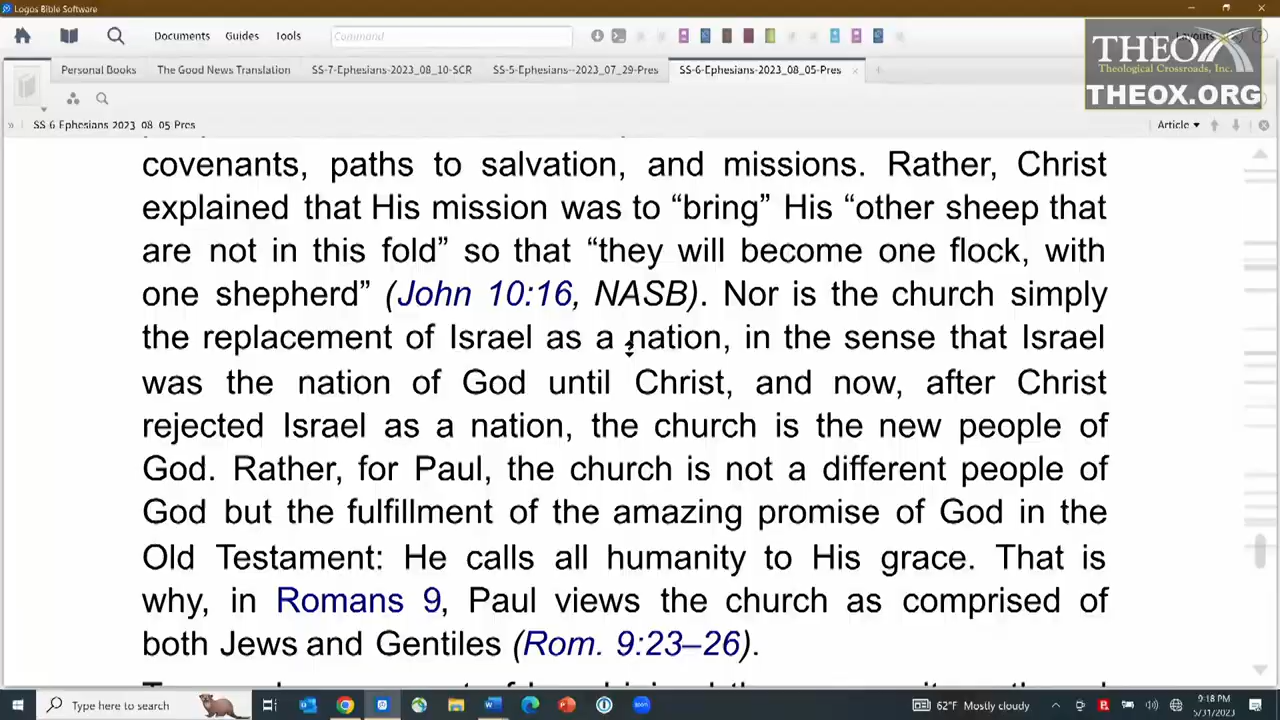 Logos Bible Software
Documents Guides Tools Command
THEOX
Theological Crossroads, Inc.
THEOX.ORG
Personal Books The Good News Translation SS-7-Ephesians-2023_08_12-SCR SS-5-Ephesians--2023_07_29-Pres SS-6-Ephesians-2023_08_05-Pres
SS 6 Ephesians 2023 08 05 Pres Article
covenants, paths to salvation, and missions. Rather, Christ
explained that His mission was to “bring” His “other sheep that
are not in this fold” so that “they will become one flock, with
one shepherd” (John 10:16, NASB). Nor is the church simply
the replacement of Israel as a nation, in the sense that Israel
was the nation of God until Christ, and now, after Christ
rejected Israel as a nation, the church is the new people of
God. Rather, for Paul, the church is not a different people of
God but the fulfillment of the amazing promise of God in the
Old Testament: He calls all humanity to His grace. That is
why, in Romans 9, Paul views the church as comprised of
both Jews and Gentiles (Rom. 9:23–26).
Type here to search 62°F Mostly cloudy 9:18 PM
5/31/2023